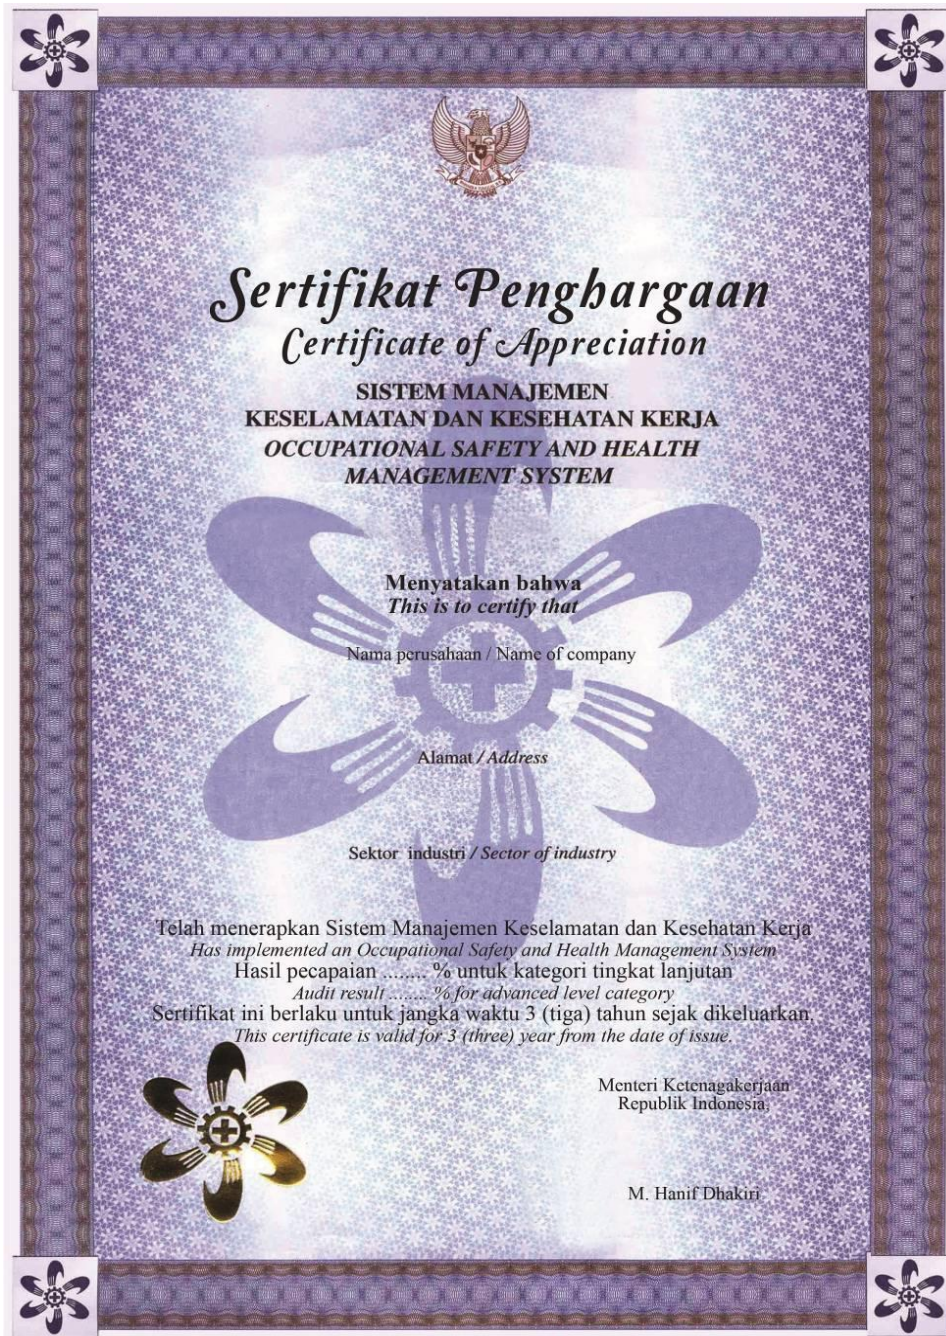 Sertifikat Penghargaan
Certificate of Appreciation
SISTEM MANAJEMEN
KESELAMATAN DAN KESEHATAN KERJA
OCCUPATIONAL SAFETY AND HEALTH
MANAGEMENT SYSTEM
Menyatakan bahwa
This is to certify that
Nama perusahaan / Name of company
Alamat / Address
Sektor industri / Sector of industry
Telah menerapkan Sistem Manajemen Keselamatan dan Kesehatan Kerja
Has implemented an Occupational Safety and Health Management System
Hasil pecapaian ........ % untuk kategori tingkat lanjutan
Audit result ........ % for advanced level category
Sertifikat ini berlaku untuk jangka waktu 3 (tiga) tahun sejak dikeluarkan.
This certificate is valid for 3 (three) year from the date of issue.
Menteri Ketenagakerjaan
Republik Indonesia,
M. Hanif Dhakiri